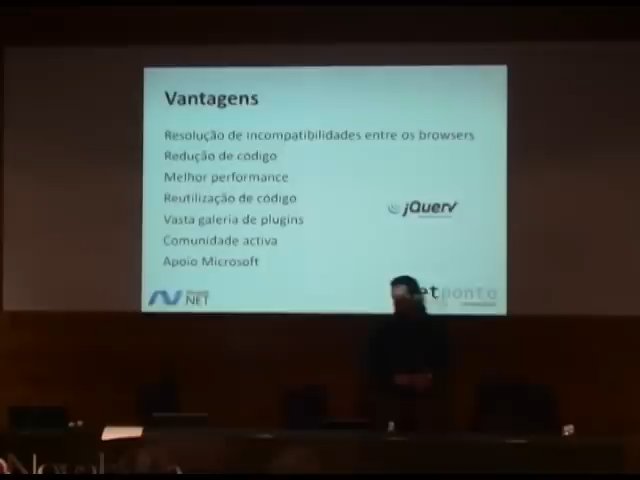 Vantagens
Resolução de incompatibilidades entre os browsers
Redução de código
Melhor performance
Reutilização de código
Vasta galeria de plugins
Comunidade activa
Apoio Microsoft
jQuery
NET
etponto